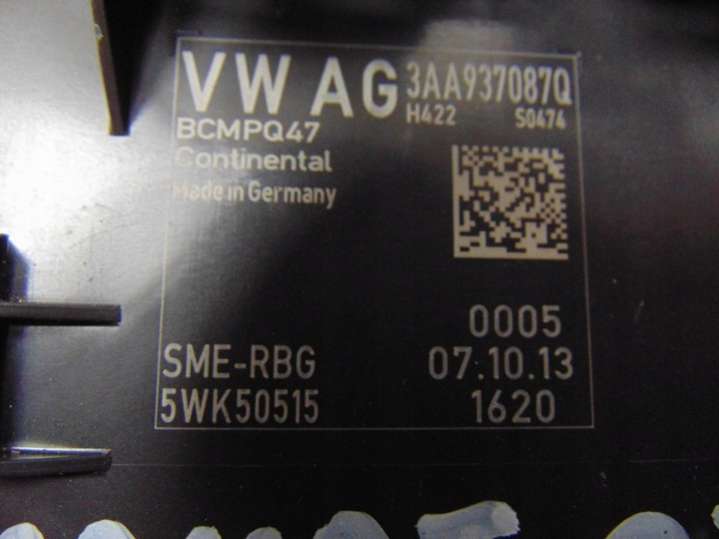 VW AG 3AA937087Q
H422 S0474
BCMPQ47
Continental
Made in Germany
0005
SME-RBG 07.10.13
5WK50515 1620